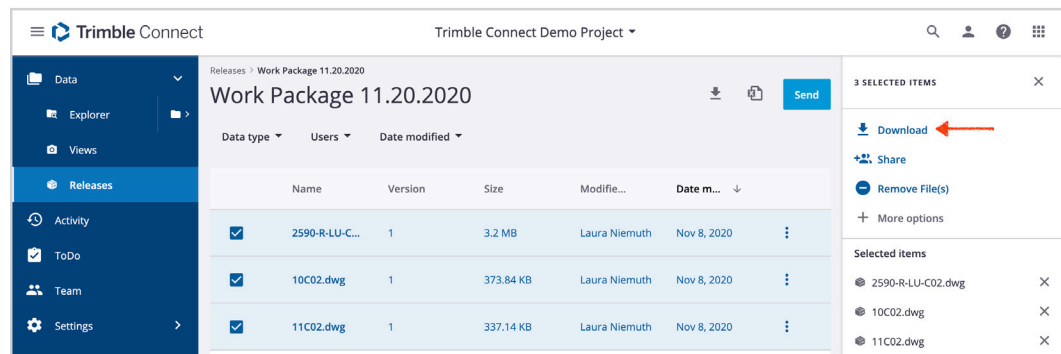 Trimble Connect
Trimble Connect Demo Project
Data
Explorer
Views
Releases
Activity
ToDo
Team
Settings
Releases > Work Package 11.20.2020
Work Package 11.20.2020
Send
Data type Users Date modified
Name Version Size Modifie... Date m...
2590-R-LU-C... 1 3.2 MB Laura Niemuth Nov 8, 2020
10C02.dwg 1 373.84 KB Laura Niemuth Nov 8, 2020
11C02.dwg 1 337.14 KB Laura Niemuth Nov 8, 2020
3 SELECTED ITEMS
Download
Share
Remove File(s)
More options
Selected items
2590-R-LU-C02.dwg
10C02.dwg
11C02.dwg